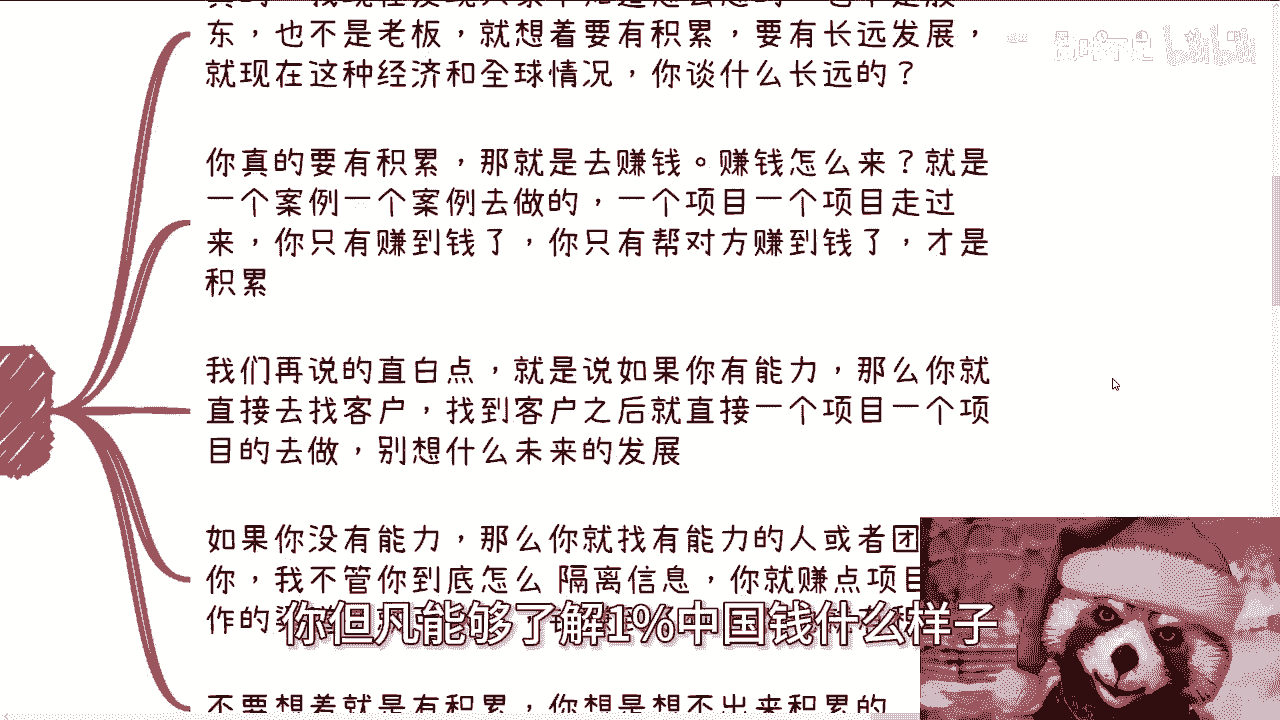 东，也不是老板，就想着要有积累，要有长远发展，
就现在这种经济和全球情况，你谈什么长远的？
你真的要有积累，那就是去赚钱。赚钱怎么来？就是
一个案例一个案例去做的，一个项目一个项目走过
来，你只有赚到钱了，你只有帮对方赚到钱了，才是
积累
我们再说的直白点，就是说如果你有能力，那么你就
直接去找客户，找到客户之后就直接一个项目一个项
目的去做，别想什么未来的发展
如果你没有能力，那么你就找有能力的人或者团
你，我不管你到底怎么 隔离信息，你就赚点项目
作的
你但凡能够了解1%中国钱什么样子
不要想着就是有积累，你想是想不出来积累的
bilibili